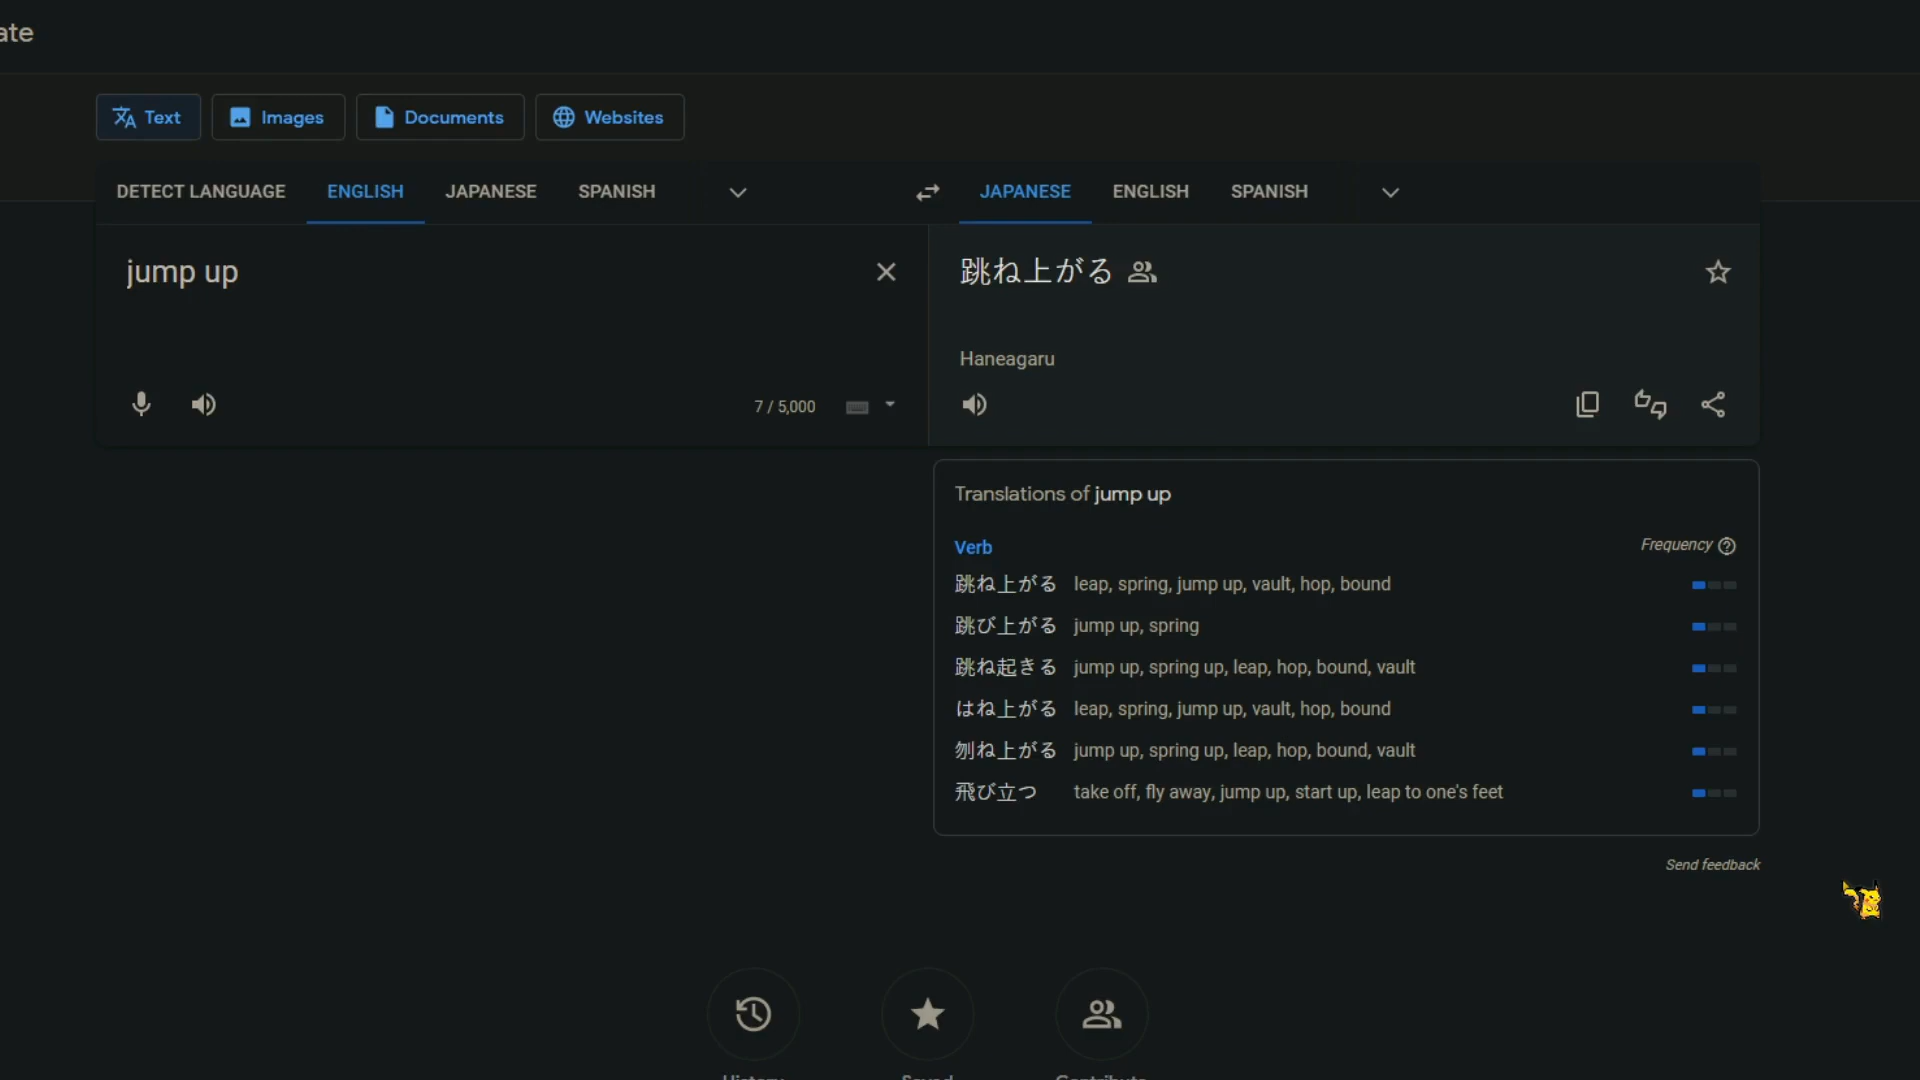 ate
Text Images Documents Websites
DETECT LANGUAGE ENGLISH JAPANESE SPANISH JAPANESE ENGLISH SPANISH
jump up
跳ね上がる
Haneagaru
7 / 5,000
Translations of jump up
Verb Frequency
跳ね上がる leap, spring, jump up, vault, hop, bound
跳び上がる jump up, spring
跳ね起きる jump up, spring up, leap, hop, bound, vault
はね上がる leap, spring, jump up, vault, hop, bound
刎ね上がる jump up, spring up, leap, hop, bound, vault
飛び立つ take off, fly away, jump up, start up, leap to one's feet
Send feedback
History Saved Contribute